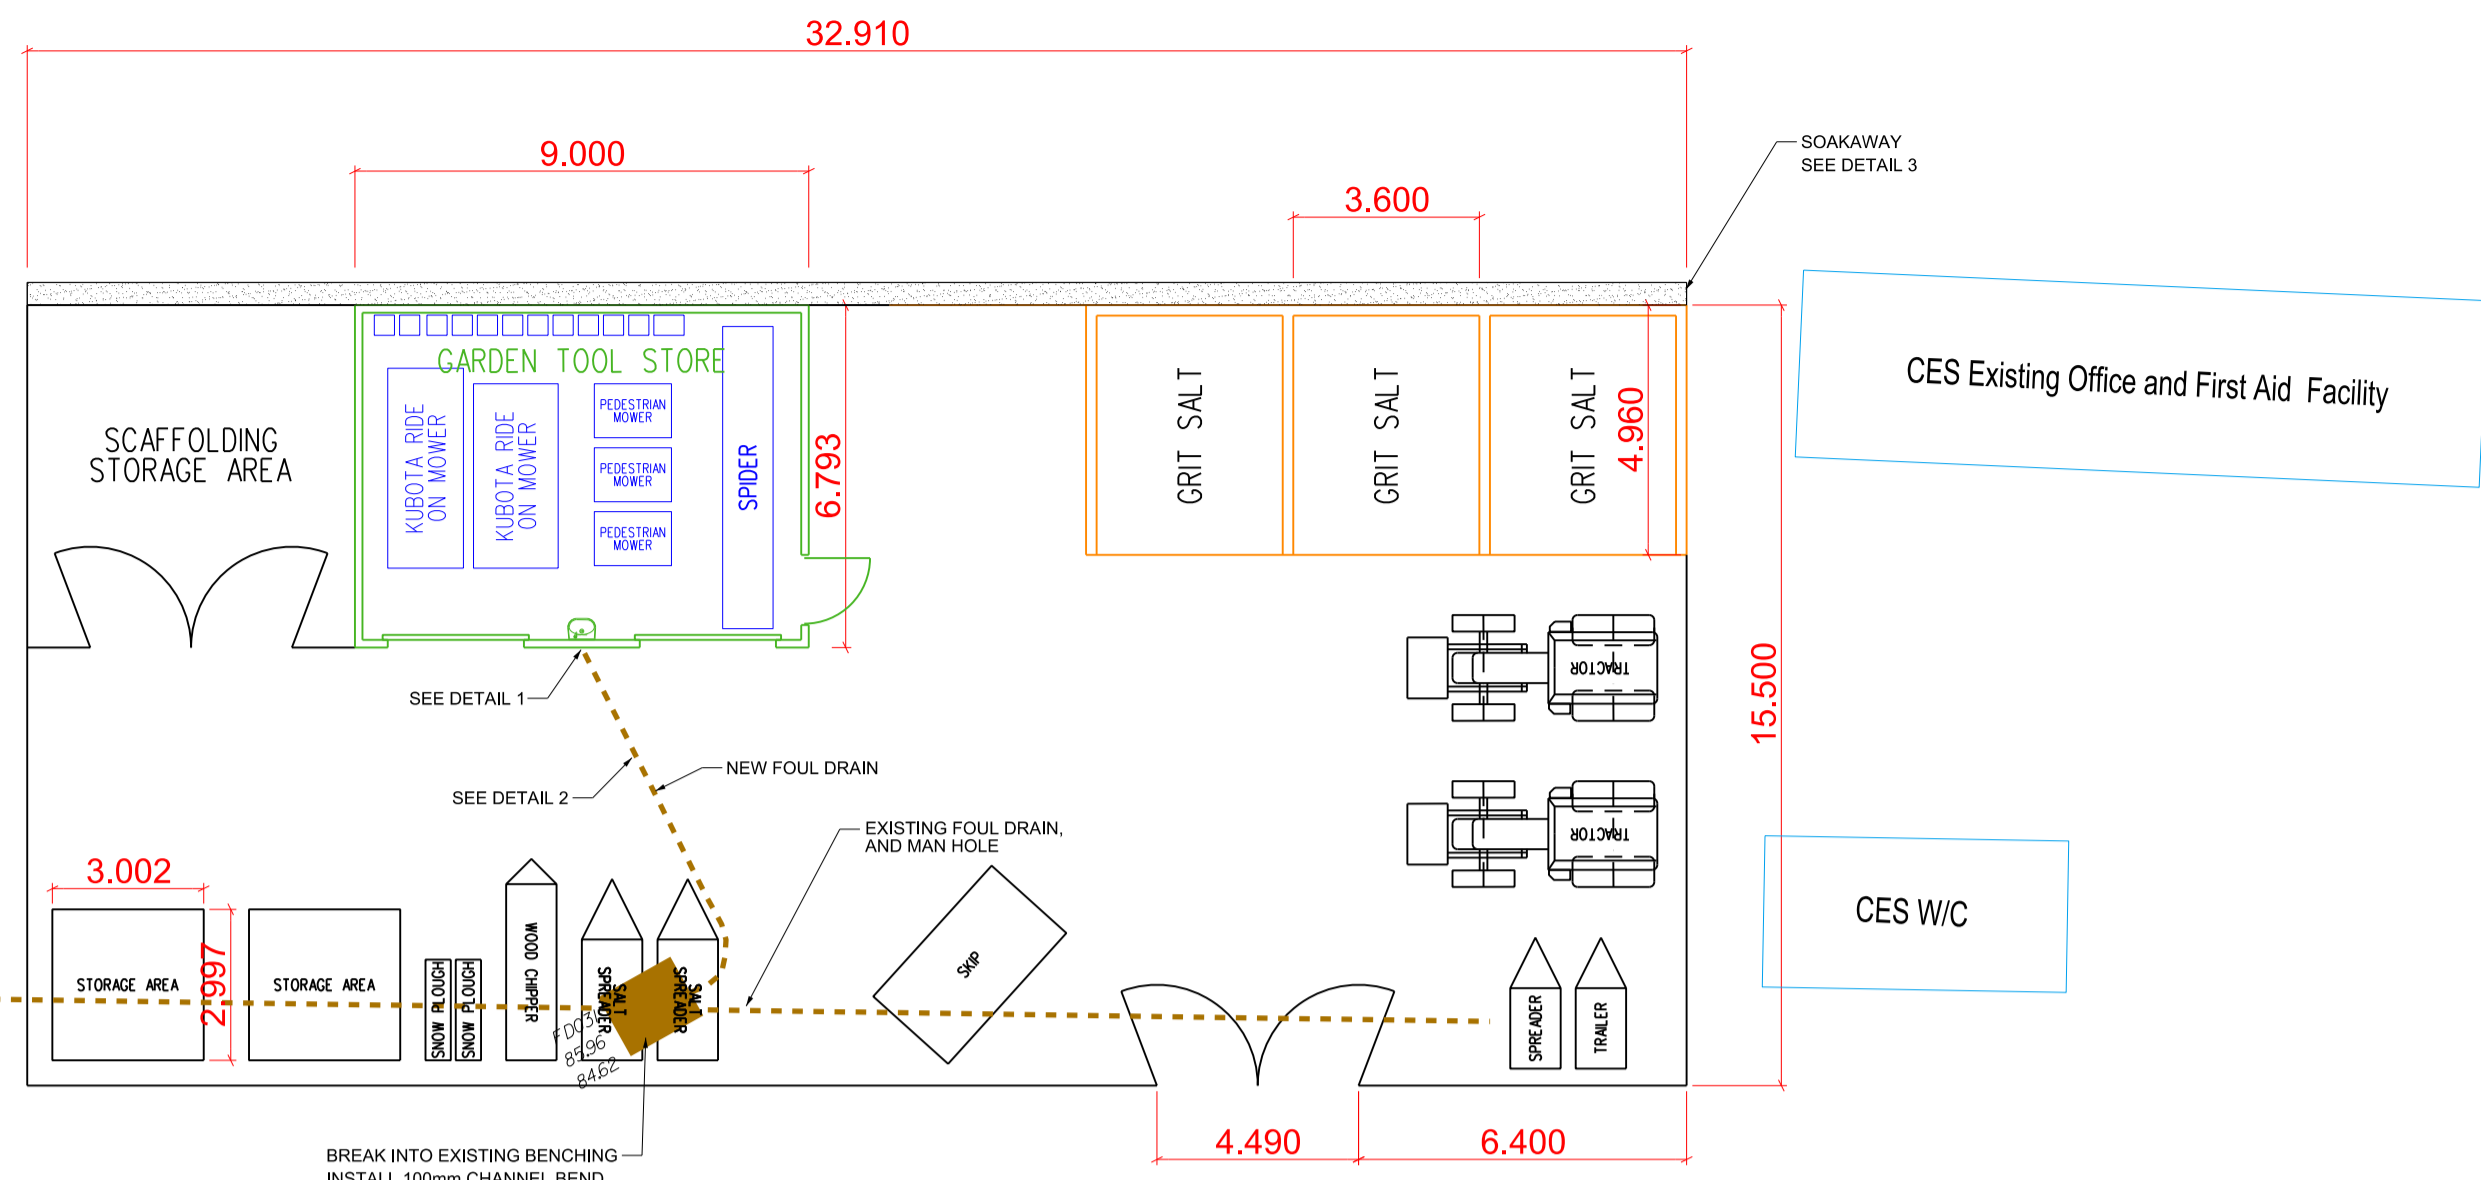 32.910
9.000
3.600
SOAKAWAY
SEE DETAIL 3
GARDEN TOOL STORE
SCAFFOLDING
STORAGE AREA
KUBOTA RIDE
ON MOWER
KUBOTA RIDE
ON MOWER
PEDESTRIAN
MOWER
PEDESTRIAN
MOWER
PEDESTRIAN
MOWER
SPIDER
6.793
GRIT SALT
GRIT SALT
GRIT SALT
4.960
CES Existing Office and First Aid Facility
15.500
TRACTOR
TRACTOR
SEE DETAIL 1
NEW FOUL DRAIN
SEE DETAIL 2
EXISTING FOUL DRAIN,
AND MAN HOLE
3.002
2.997
STORAGE AREA
STORAGE AREA
SNOW PLOUGH
SNOW PLOUGH
WOOD CHIPPER
SALT
SPREADER
SALT
SPREADER
85.96
84.62
SKIP
SPREADER
TRAILER
CES W/C
4.490
6.400
BREAK INTO EXISTING BENCHING
INSTALL 100mm CHANNEL BEND